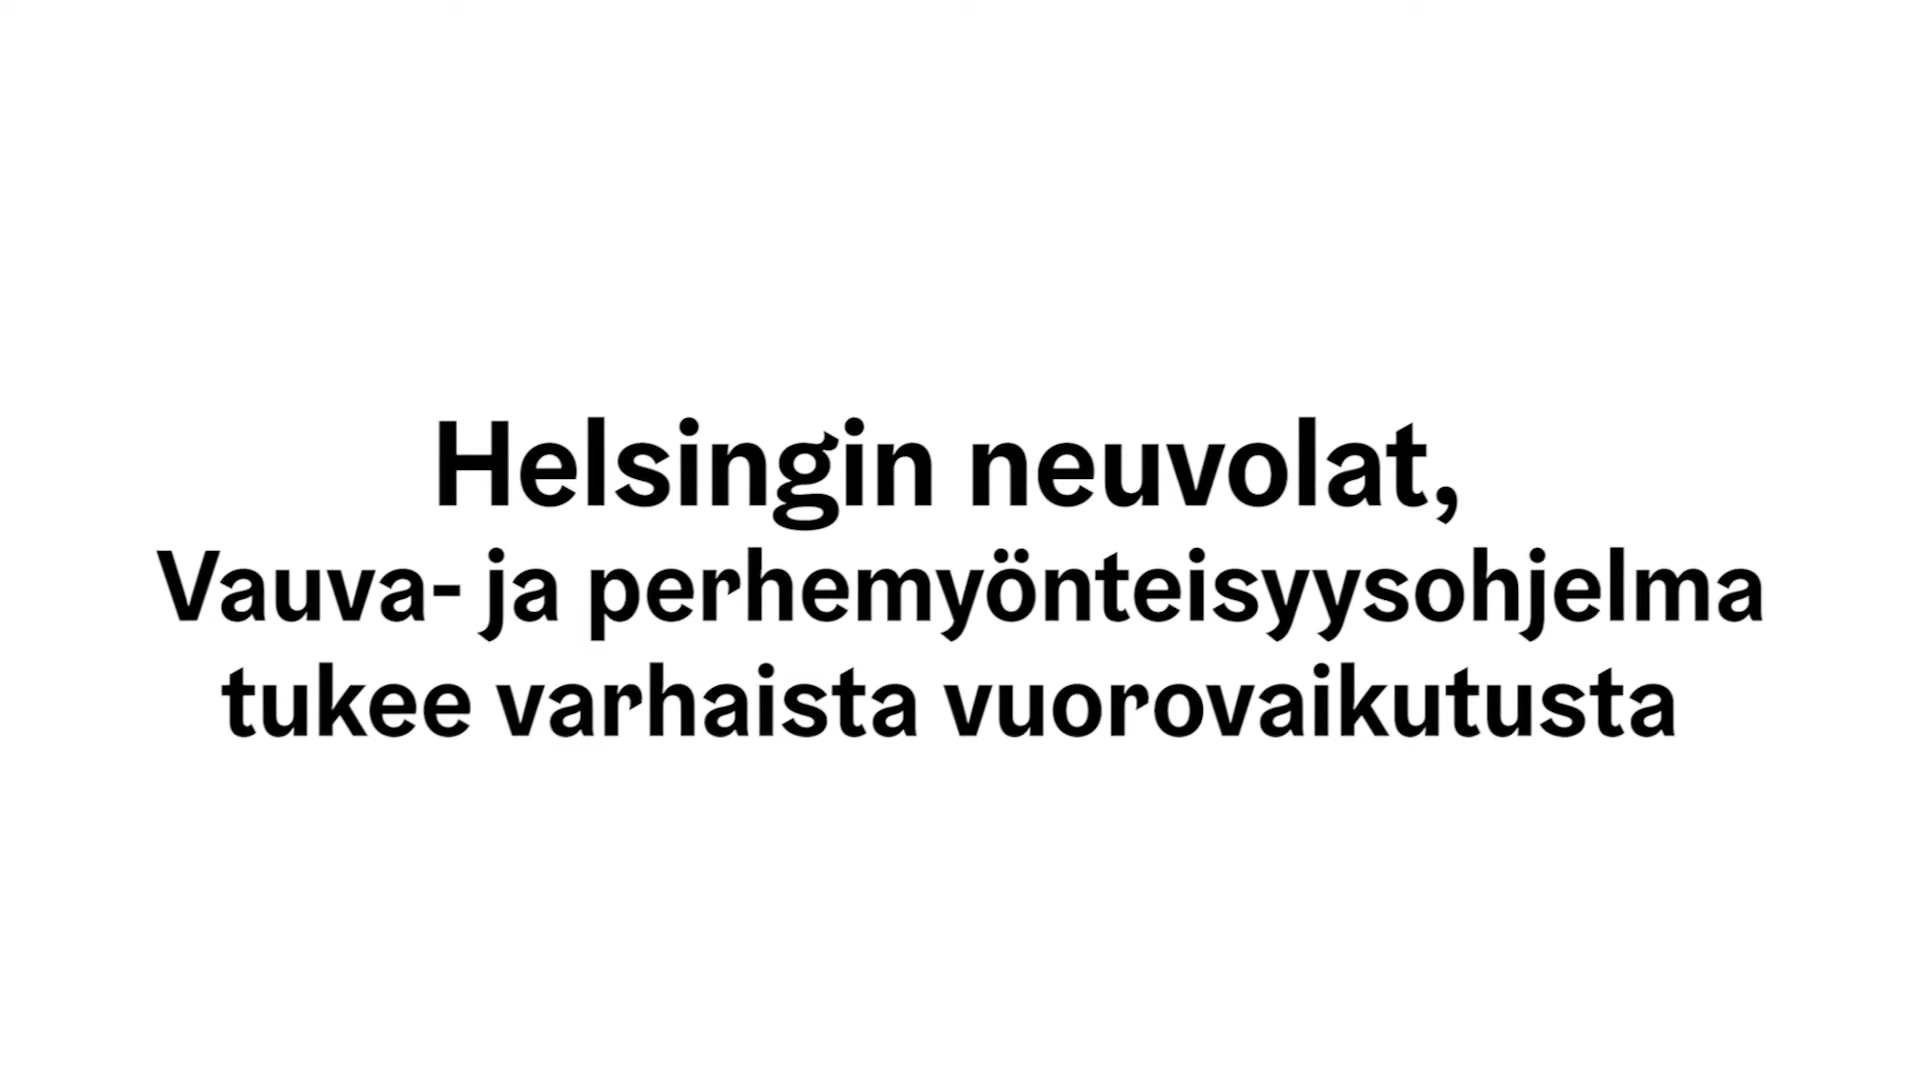 Helsingin neuvolat,
Vauva- ja perhemyönteisyysohjelma
tukee varhaista vuorovaikutusta